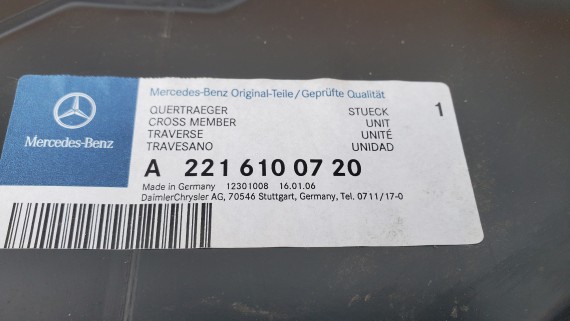 Mercedes-Benz Original-Teile/Geprüfte Qualität
QUERTRAEGER STUECK 1
CROSS MEMBER UNIT
TRAVERSE UNITÉ
TRAVESANO UNIDAD
Mercedes-Benz
A 221 610 07 20
Made in Germany 12301008 16.01.06
DaimlerChrysler AG, 70546 Stuttgart, Germany, Tel. 0711/17-0